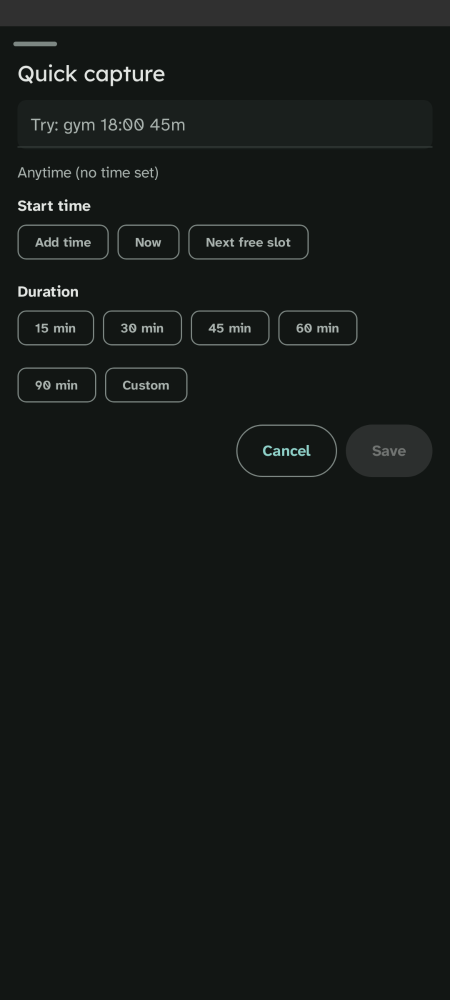 Quick capture
Try: gym 18:00 45m
Anytime (no time set)
Start time
Add time Now Next free slot
Duration
15 min 30 min 45 min 60 min
90 min Custom
Cancel Save